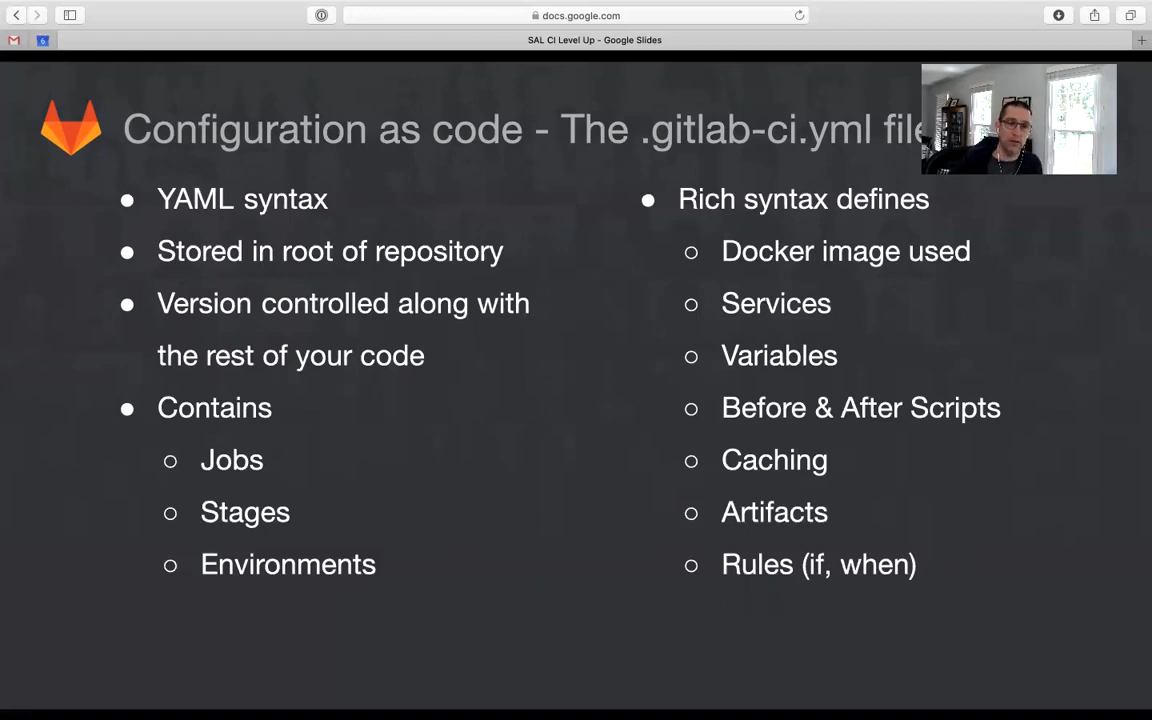 docs.google.com
SAL CI Level Up - Google Slides
Configuration as code - The .gitlab-ci.yml file
YAML syntax
Stored in root of repository
Version controlled along with
the rest of your code
Contains
Jobs
Stages
Environments
Rich syntax defines
Docker image used
Services
Variables
Before & After Scripts
Caching
Artifacts
Rules (if, when)